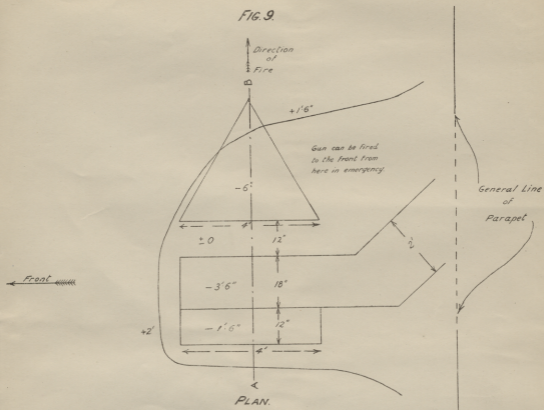 FIG. 9.
Direction
of
Fire
B
+1'6"
Gun can be fired
to the front from
here in emergency
-6"
General Line
of
Parapet
4'
± 0
12"
2'
Front
-3'6"
18"
-1'6"
12"
+2'
4'
A
PLAN.